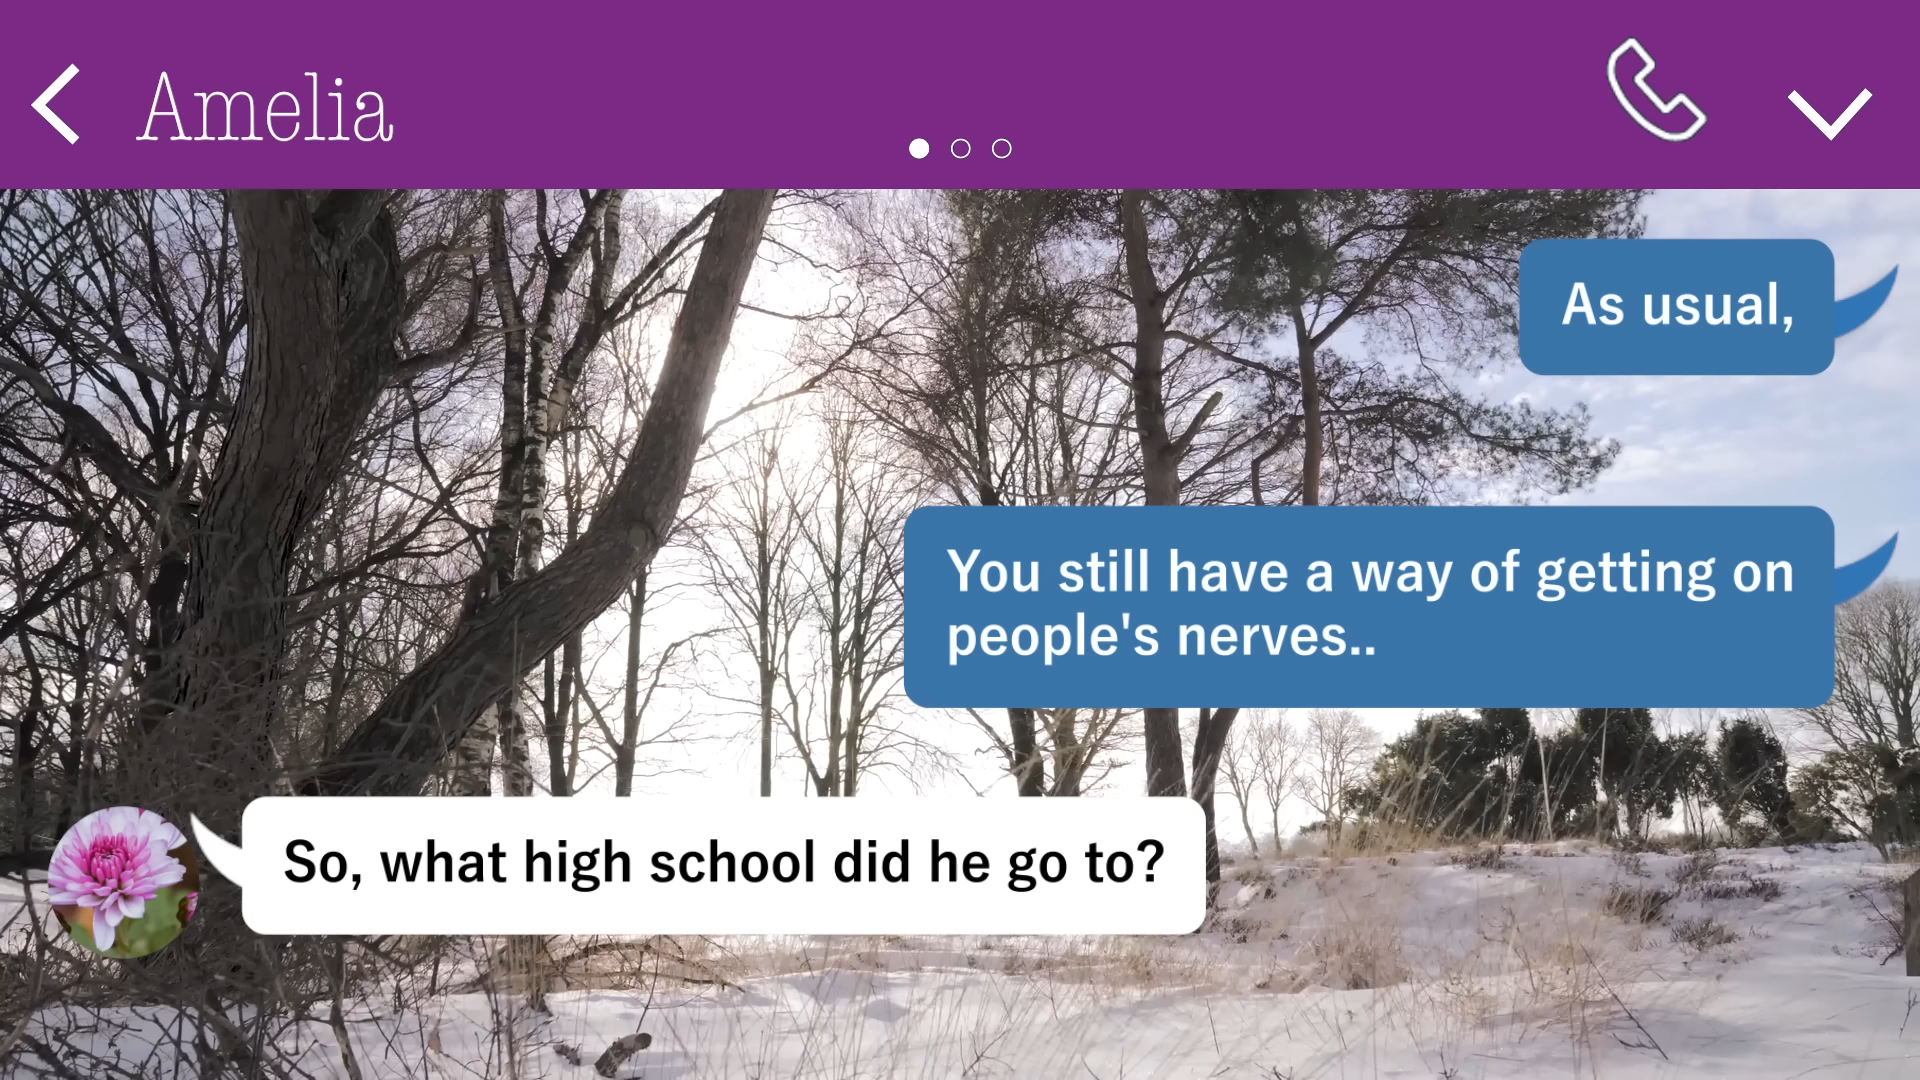 Amelia
As usual,
You still have a way of getting on
people's nerves..
So, what high school did he go to?